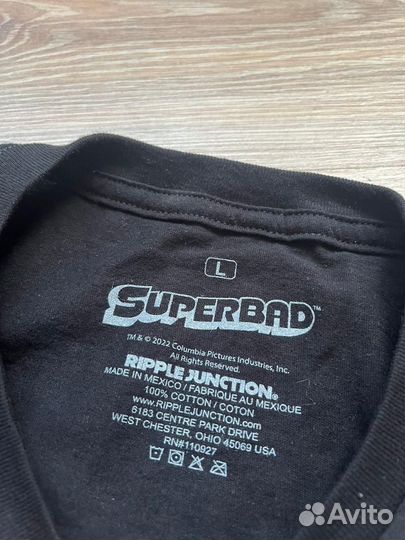 L
SUPERBAD™
TM & © 2022 Columbia Pictures Industries, Inc.
All Rights Reserved.
RIPPLE JUNCTION®
MADE IN MEXICO / FABRIQUE AU MEXIQUE
100% COTTON / COTON
www.RIPPLEJUNCTION.com
6183 CENTRE PARK DRIVE
WEST CHESTER, OHIO 45069 USA
RN#110927
Avito